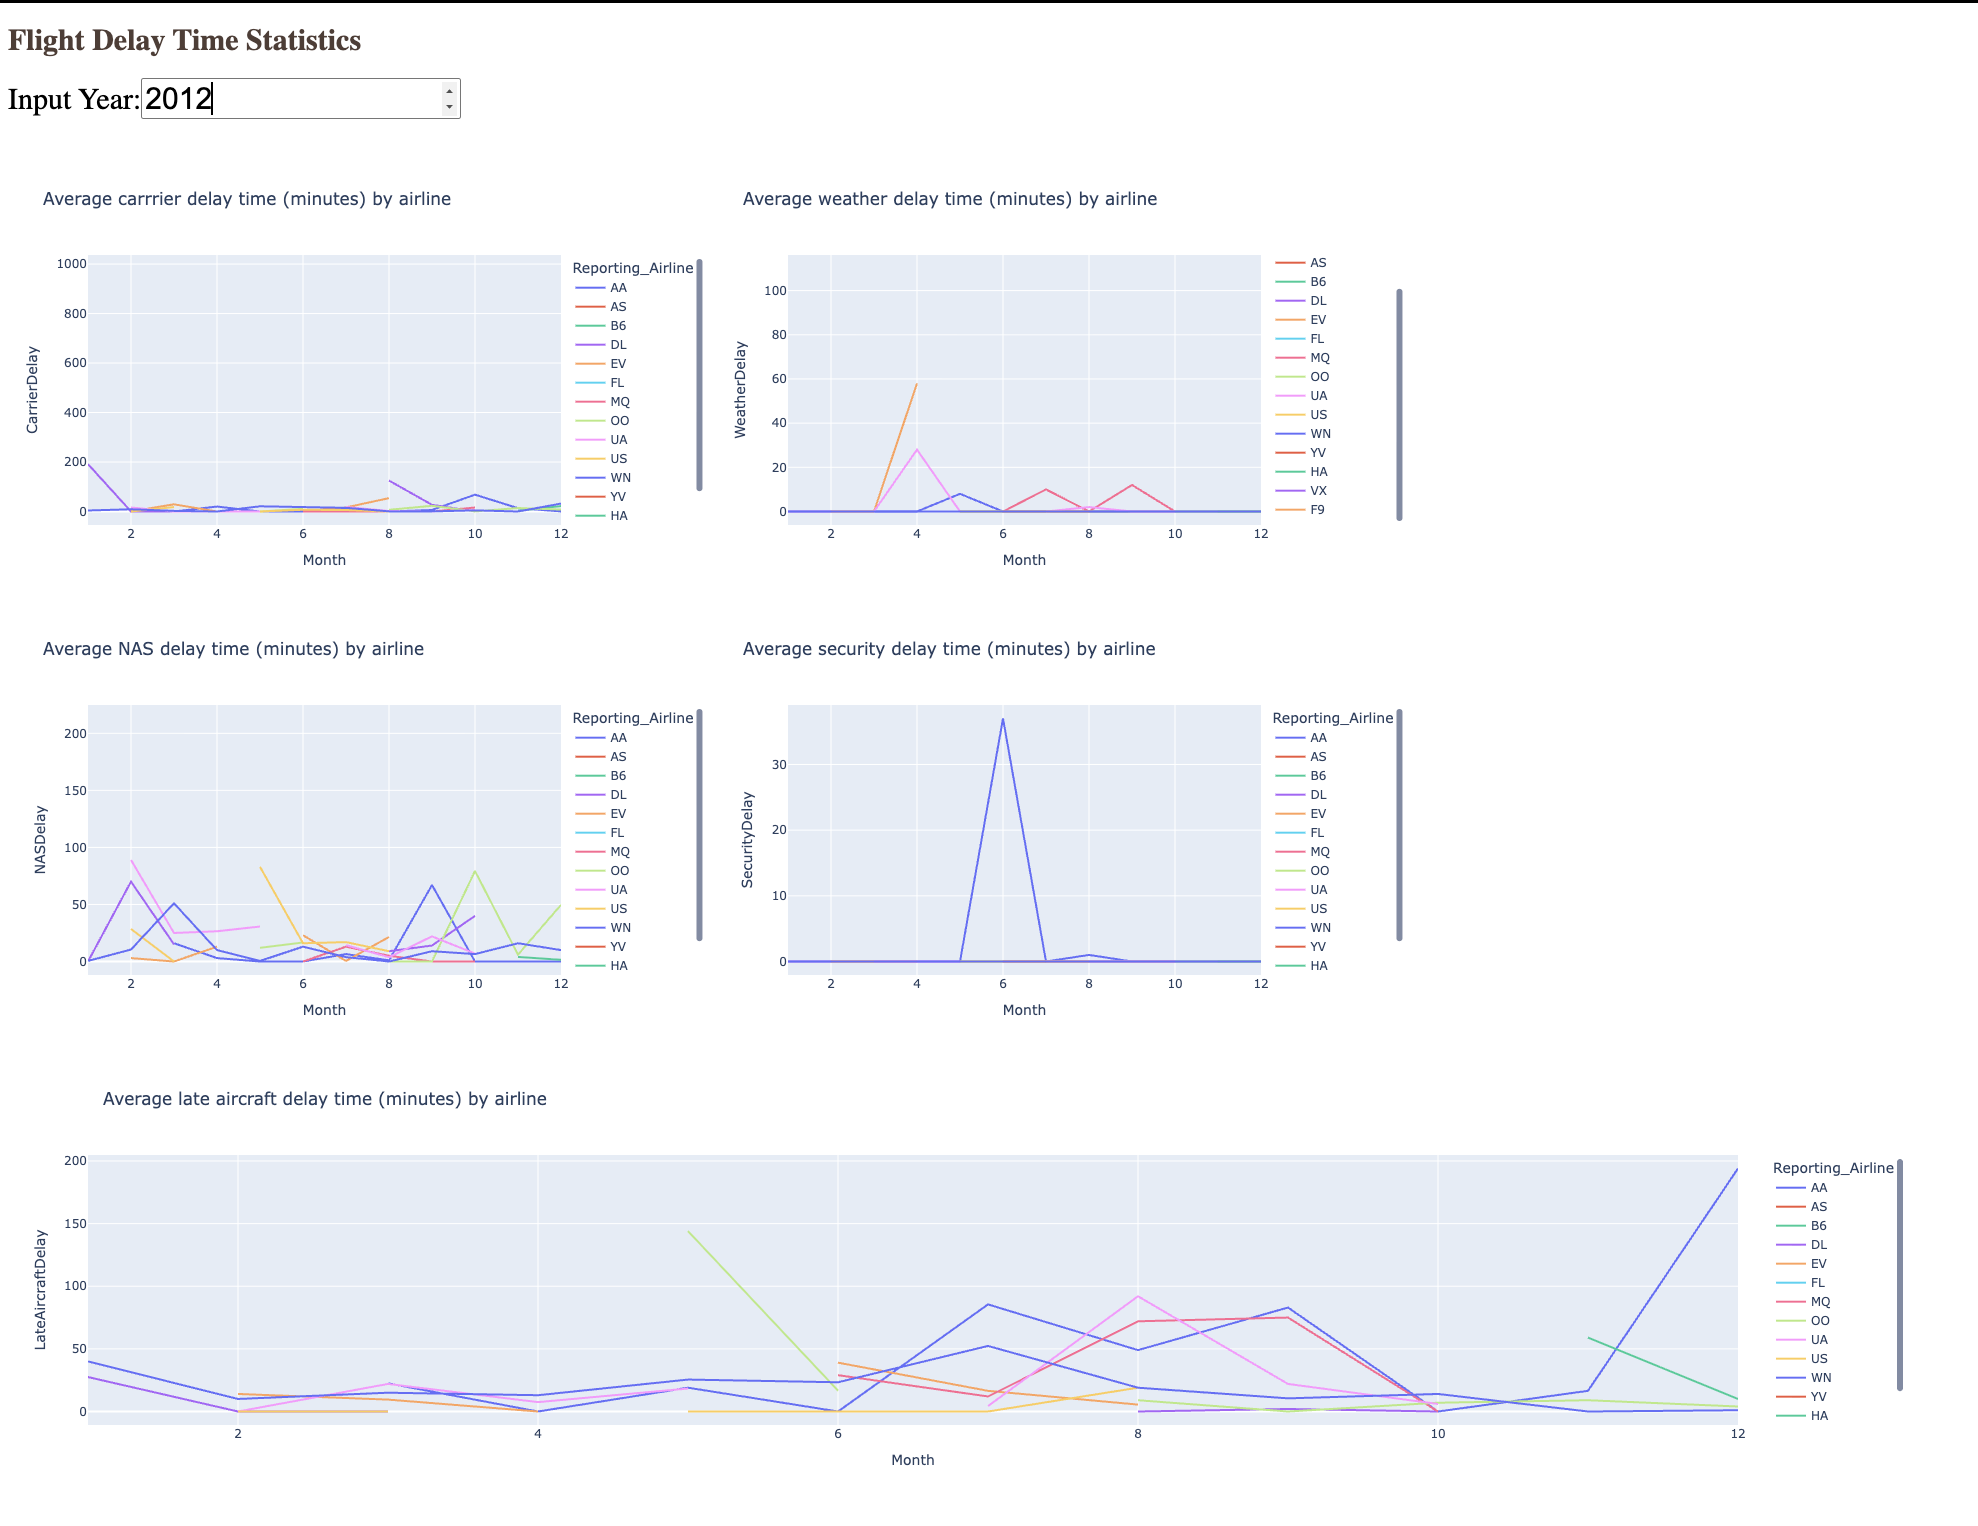 Flight Delay Time Statistics
Input Year: 2012
Average carrrier delay time (minutes) by airline
1000
800
600
400
200
0
CarrierDelay
2 4 6 8 10 12
Month
Reporting_Airline
AA
AS
B6
DL
EV
FL
MQ
OO
UA
US
WN
YV
HA
Average weather delay time (minutes) by airline
100
80
60
40
20
0
WeatherDelay
2 4 6 8 10 12
Month
AS
B6
DL
EV
FL
MQ
OO
UA
US
WN
YV
HA
VX
F9
Average NAS delay time (minutes) by airline
200
150
100
50
0
NASDelay
2 4 6 8 10 12
Month
Reporting_Airline
AA
AS
B6
DL
EV
FL
MQ
OO
UA
US
WN
YV
HA
Average security delay time (minutes) by airline
30
20
10
0
SecurityDelay
2 4 6 8 10 12
Month
Reporting_Airline
AA
AS
B6
DL
EV
FL
MQ
OO
UA
US
WN
YV
HA
Average late aircraft delay time (minutes) by airline
200
150
100
50
0
LateAircraftDelay
2 4 6 8 10 12
Month
Reporting_Airline
AA
AS
B6
DL
EV
FL
MQ
OO
UA
US
WN
YV
HA